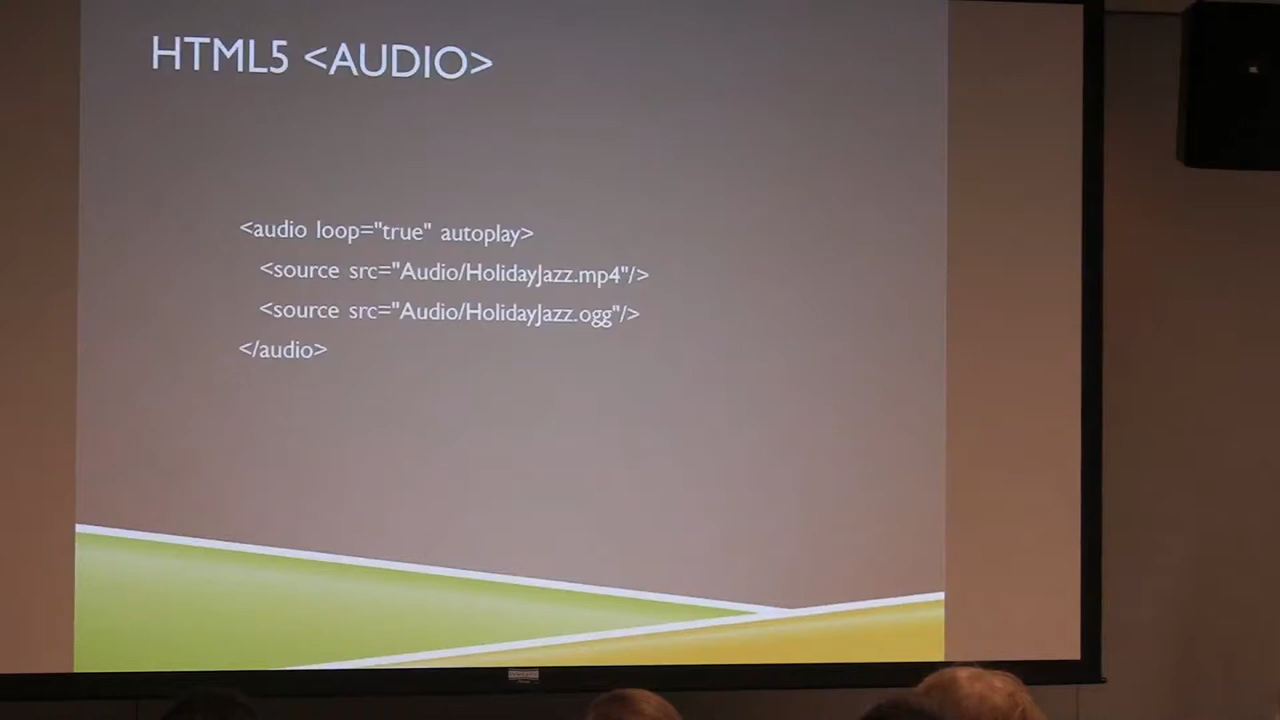 HTML5 <AUDIO>
<audio loop="true" autoplay>
<source src="Audio/HolidayJazz.mp4"/>
<source src="Audio/HolidayJazz.ogg"/>
</audio>